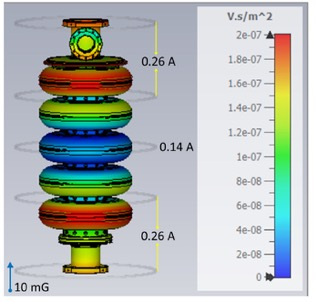 V.s/m^2
0.26 A
0.14 A
0.26 A
10 mG
2e-07
1.8e-07
1.6e-07
1.4e-07
1.2e-07
1e-07
8e-08
6e-08
4e-08
2e-08
0